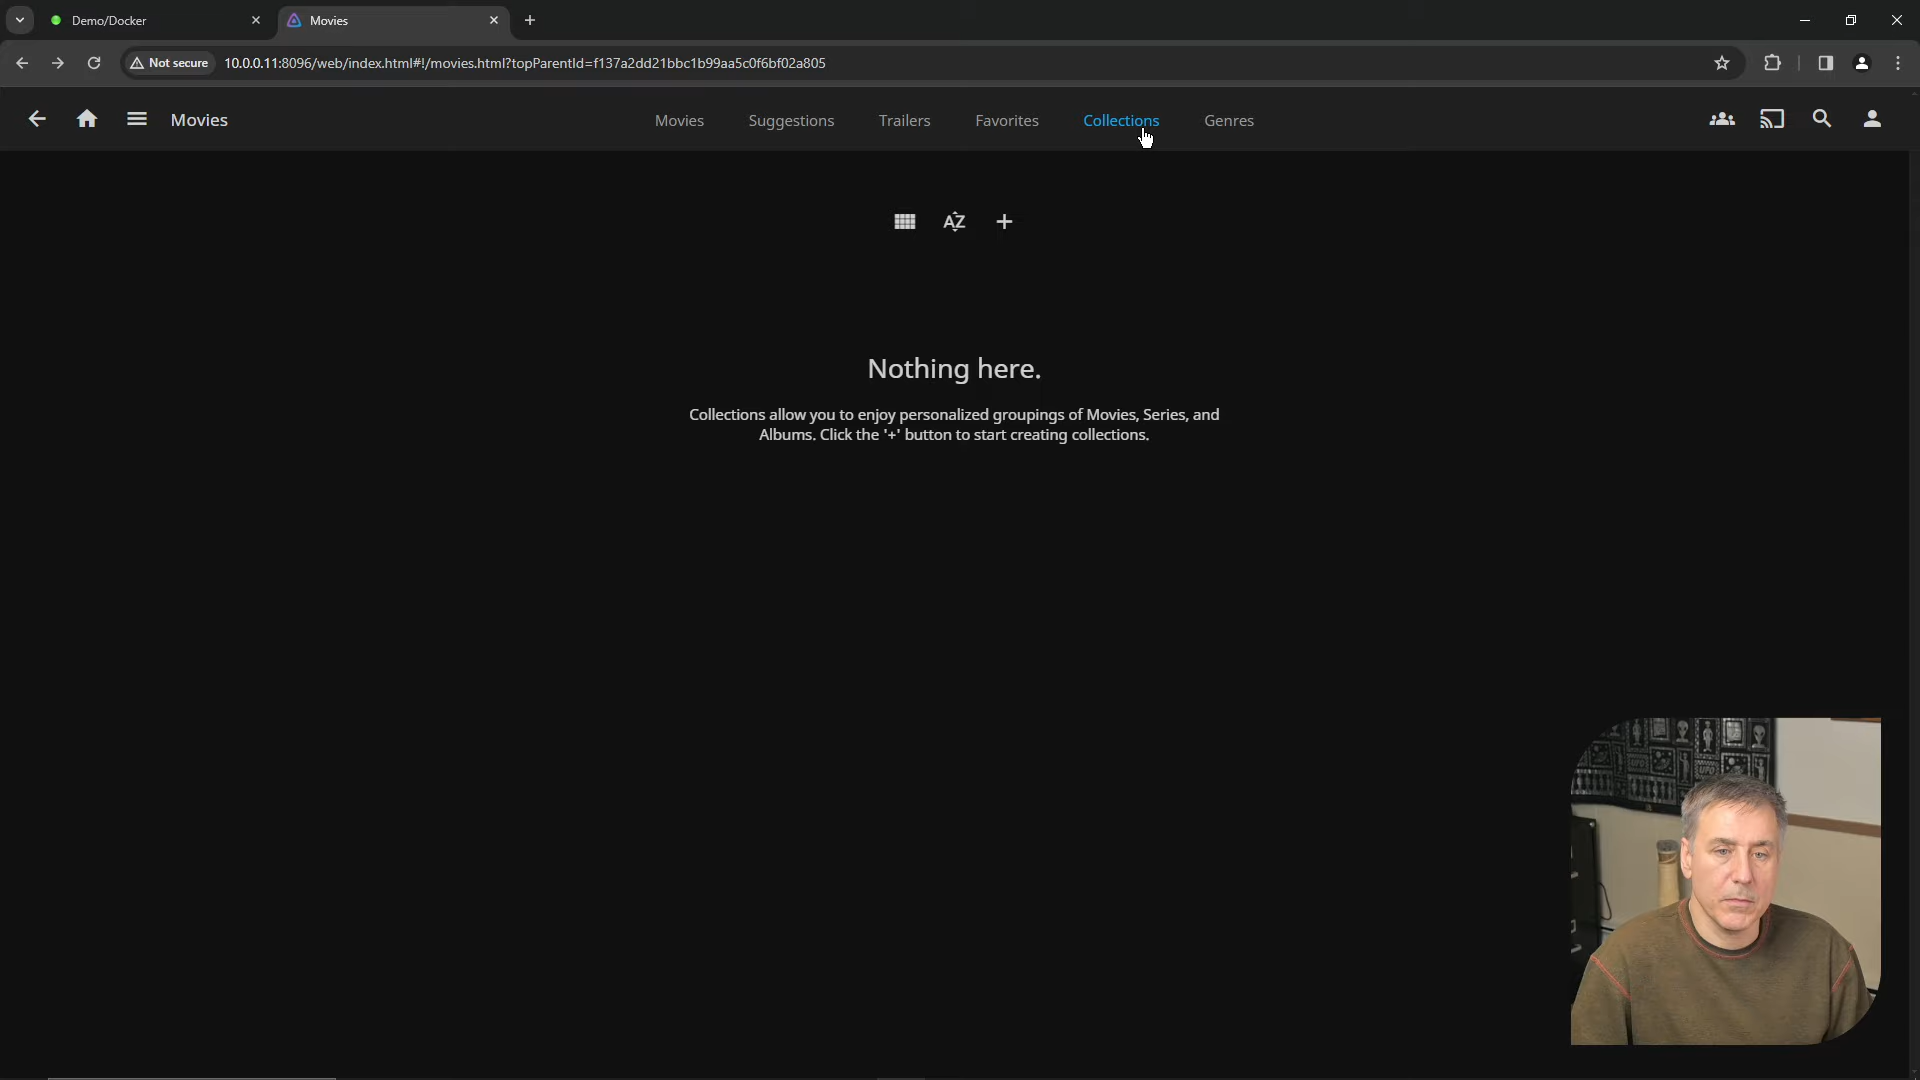 Demo/Docker
Movies
Not secure
10.0.0.11:8096/web/index.html#!/movies.html?topParentId=f137a2dd21bbc1b99aa5c0f6bf02a805
Movies
Movies Suggestions Trailers Favorites Collections Genres
AZ
Nothing here.
Collections allow you to enjoy personalized groupings of Movies, Series, and
Albums. Click the '+' button to start creating collections.